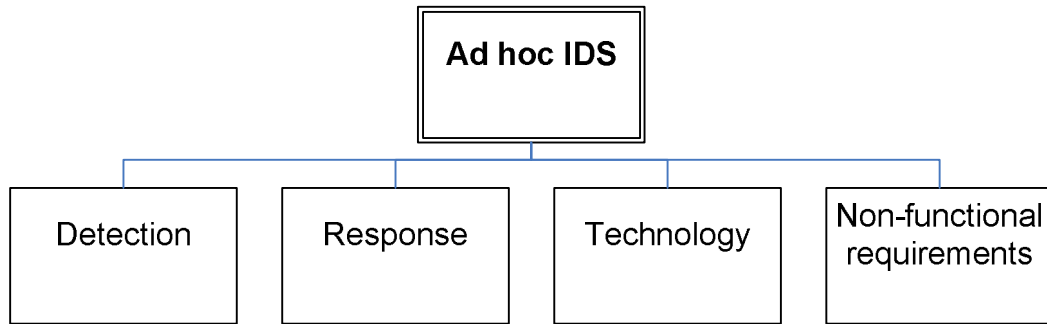 Ad hoc IDS
Detection
Response
Technology
Non-functional
requirements